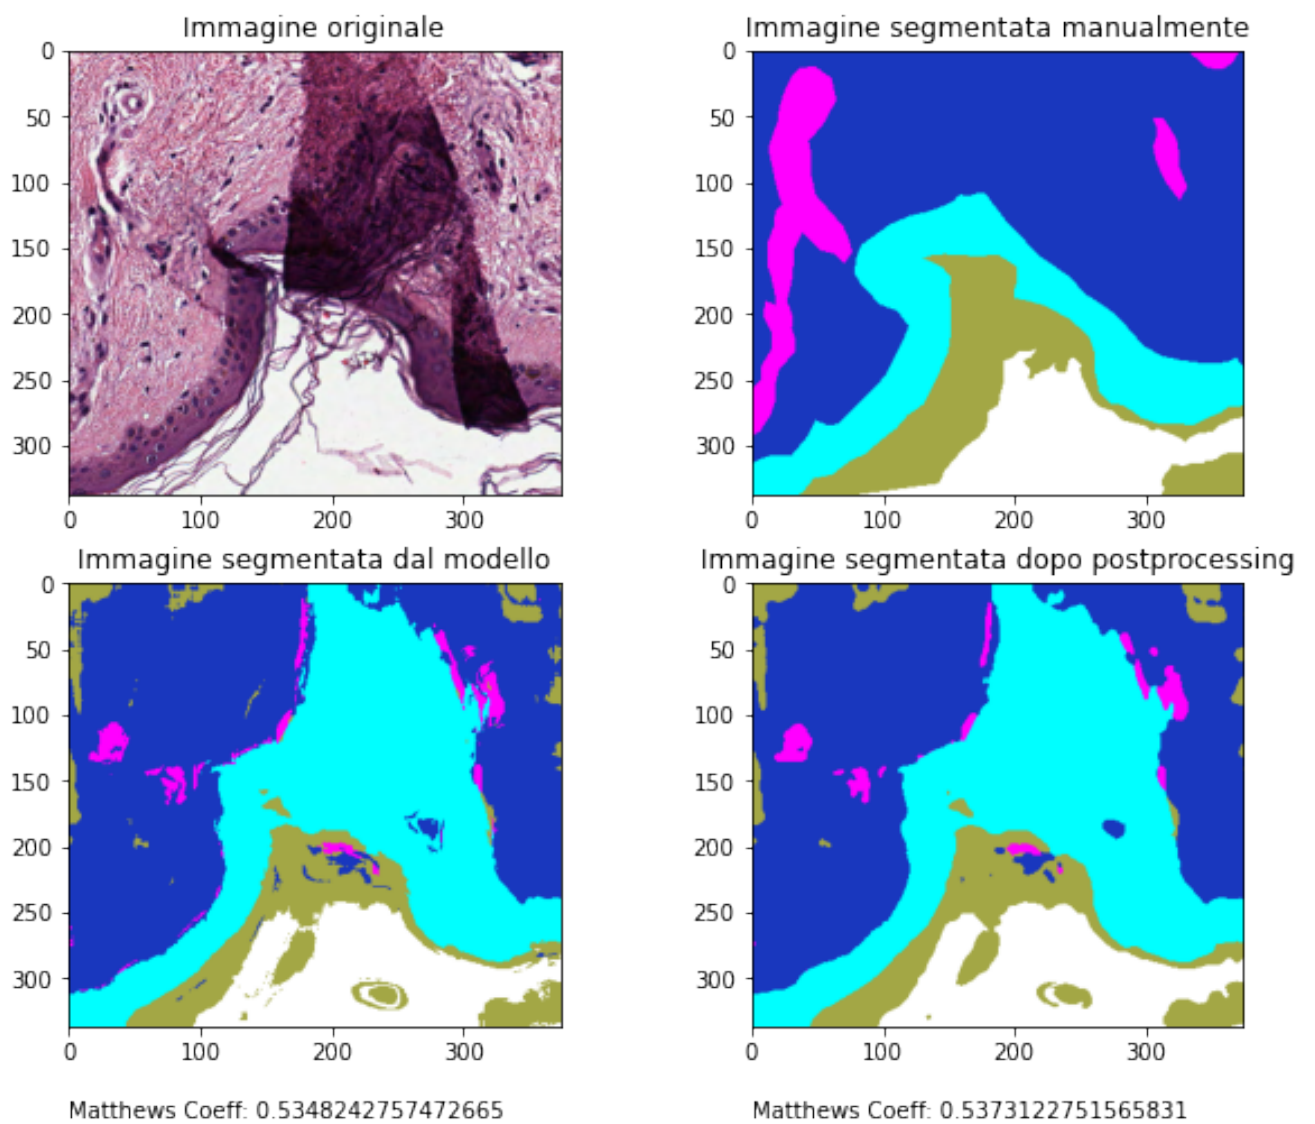 Immagine originale
0
50
100
150
200
250
300
0 100 200 300
Immagine segmentata manualmente
0
50
100
150
200
250
300
0 100 200 300
Immagine segmentata dal modello
0
50
100
150
200
250
300
0 100 200 300
Matthews Coeff: 0.5348242757472665
Immagine segmentata dopo postprocessing
0
50
100
150
200
250
300
0 100 200 300
Matthews Coeff: 0.5373122751565831